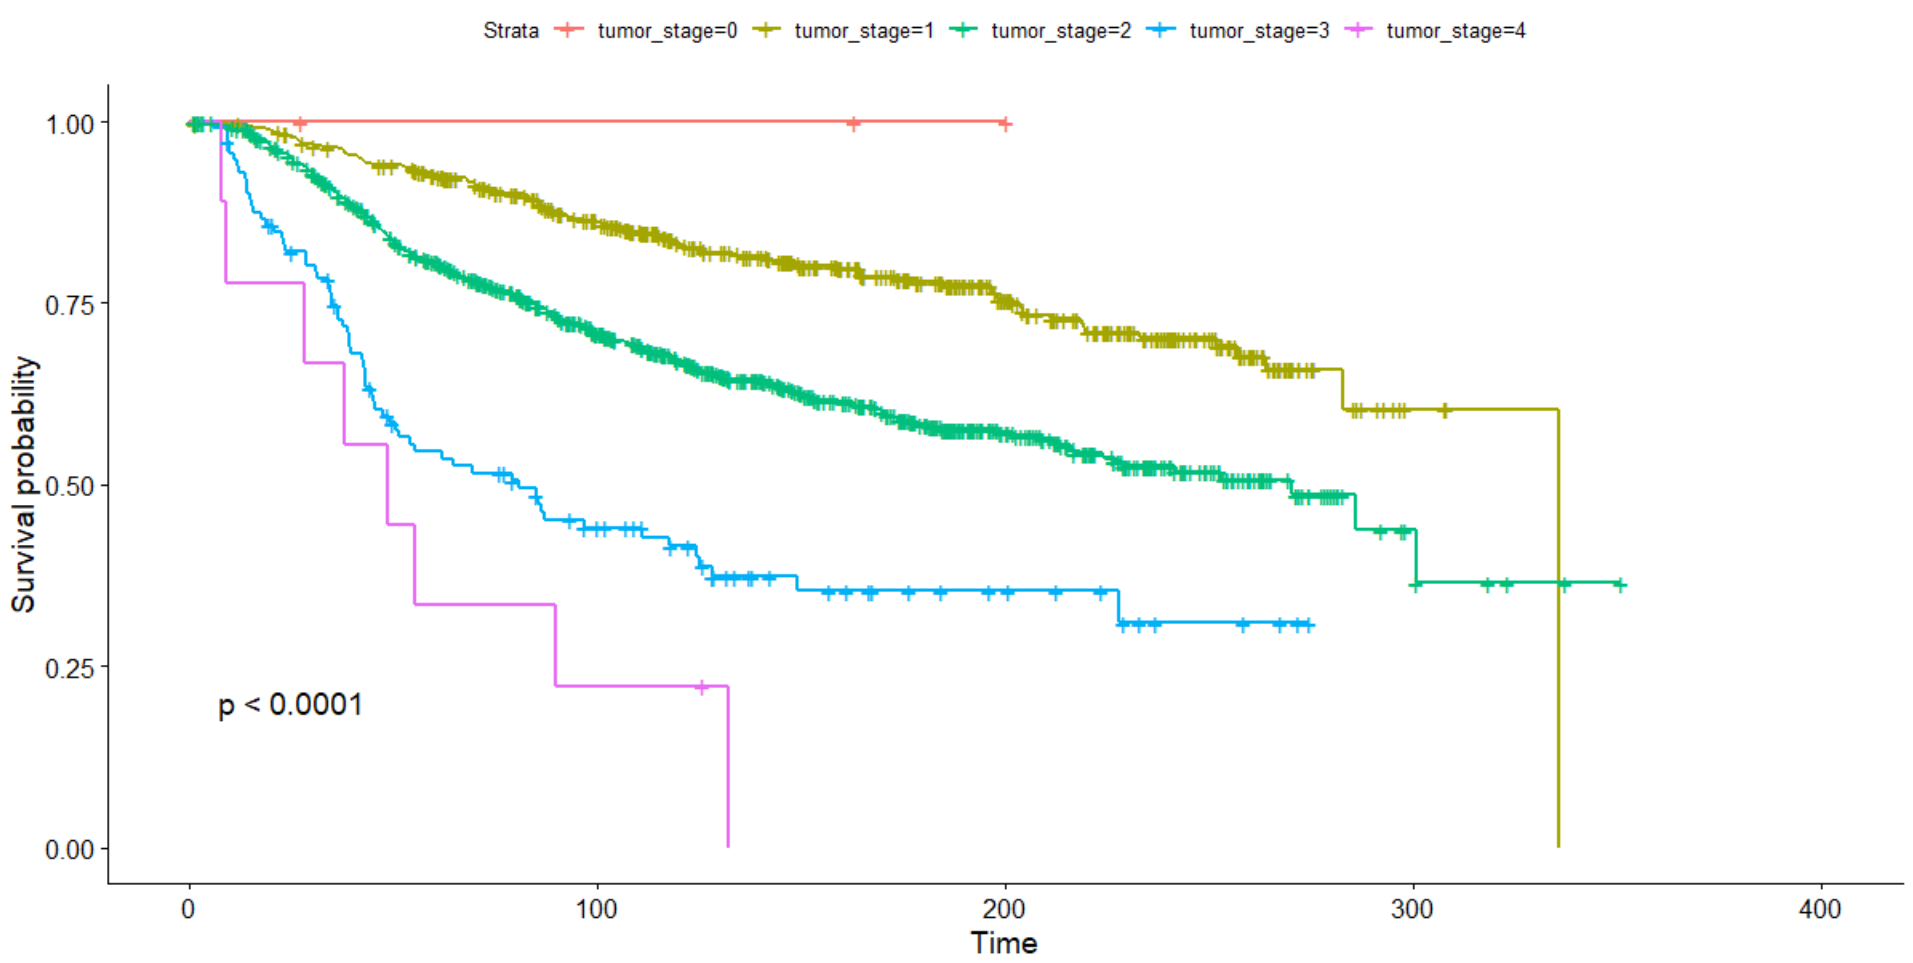 Strata tumor_stage=0 tumor_stage=1 tumor_stage=2 tumor_stage=3 tumor_stage=4
1.00
0.75
0.50
0.25
0.00
Survival probability
p < 0.0001
0 100 200 300 400
Time